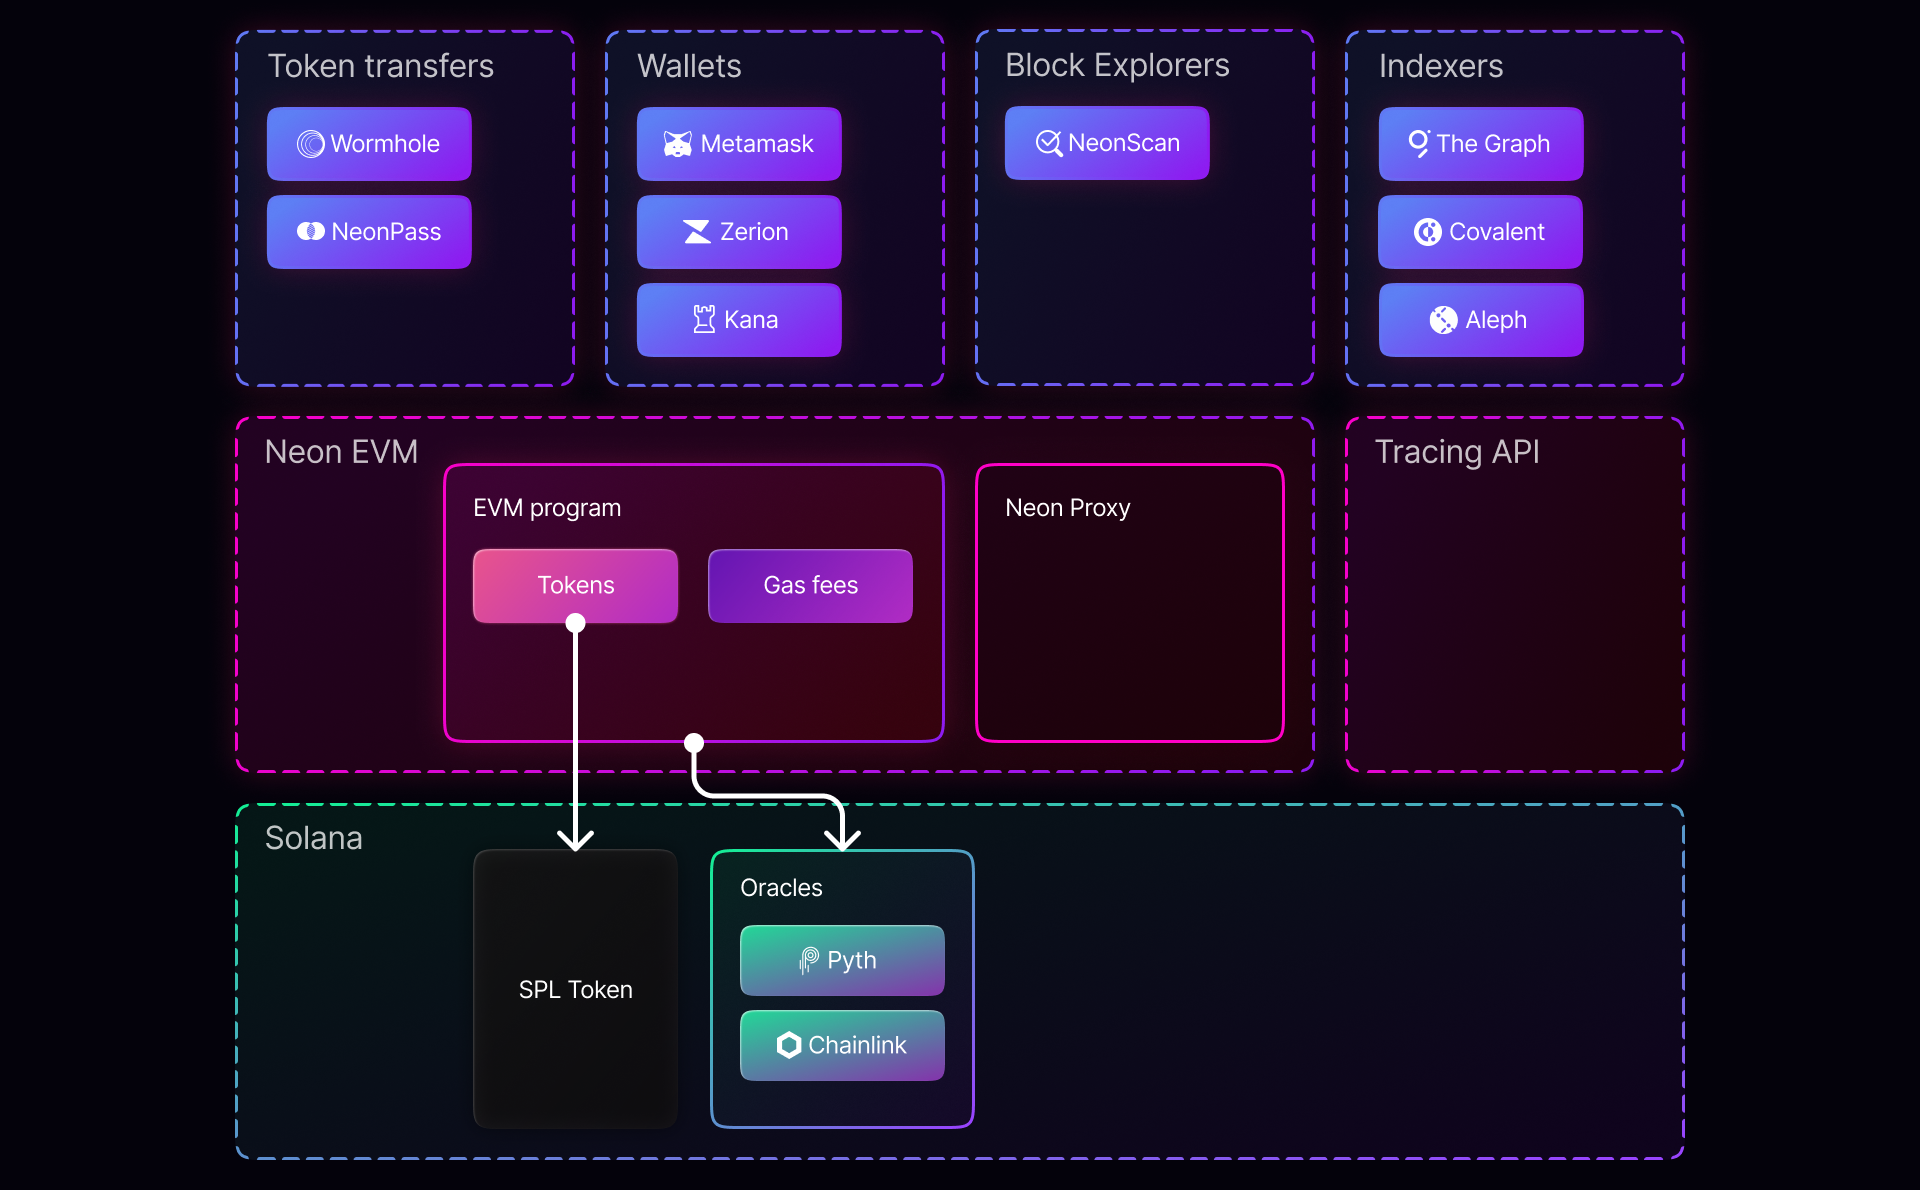 Token transfers
Wormhole
NeonPass
Wallets
Metamask
Zerion
Kana
Block Explorers
NeonScan
Indexers
The Graph
Covalent
Aleph
Neon EVM
EVM program
Tokens
Gas fees
Neon Proxy
Tracing API
Solana
SPL Token
Oracles
Pyth
Chainlink